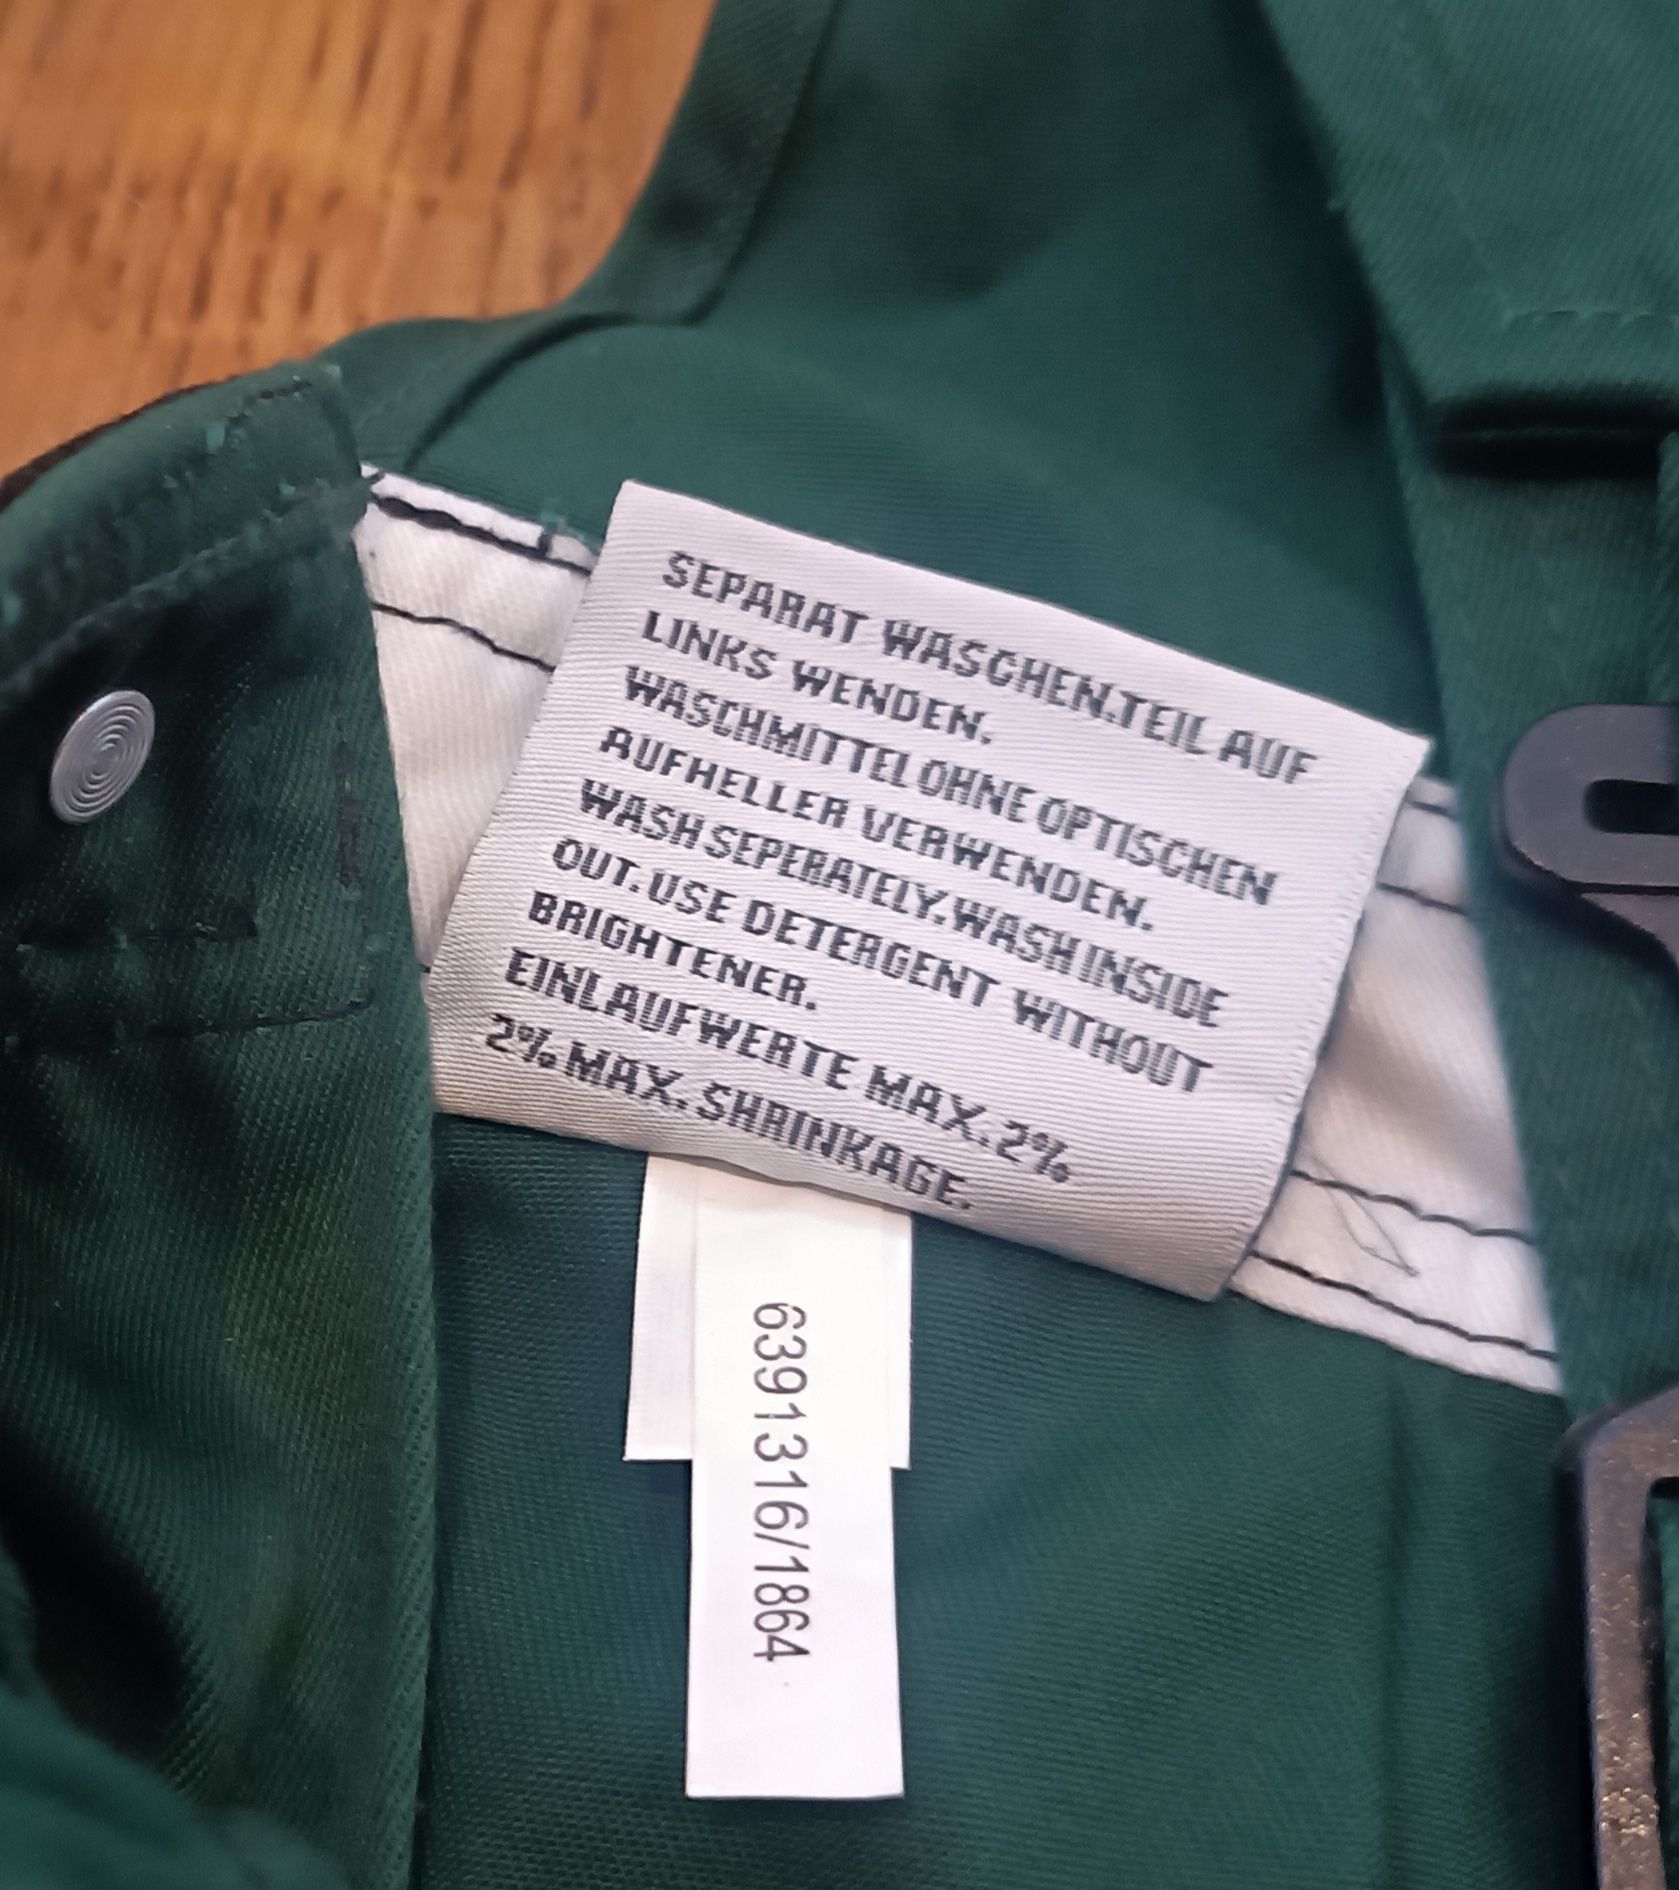 SEPARAT WASCHEN.TEIL AUF
LINKS WENDEN.
WASCHMITTEL OHNE OPTISCHEN
AUFHELLER VERWENDEN.
WASH SEPERATELY.WASH INSIDE
OUT.USE DETERGENT WITHOUT
BRIGHTENER.
EINLAUFWERTE MAX.2%
2% MAX. SHRINKAGE.
6391316/1864